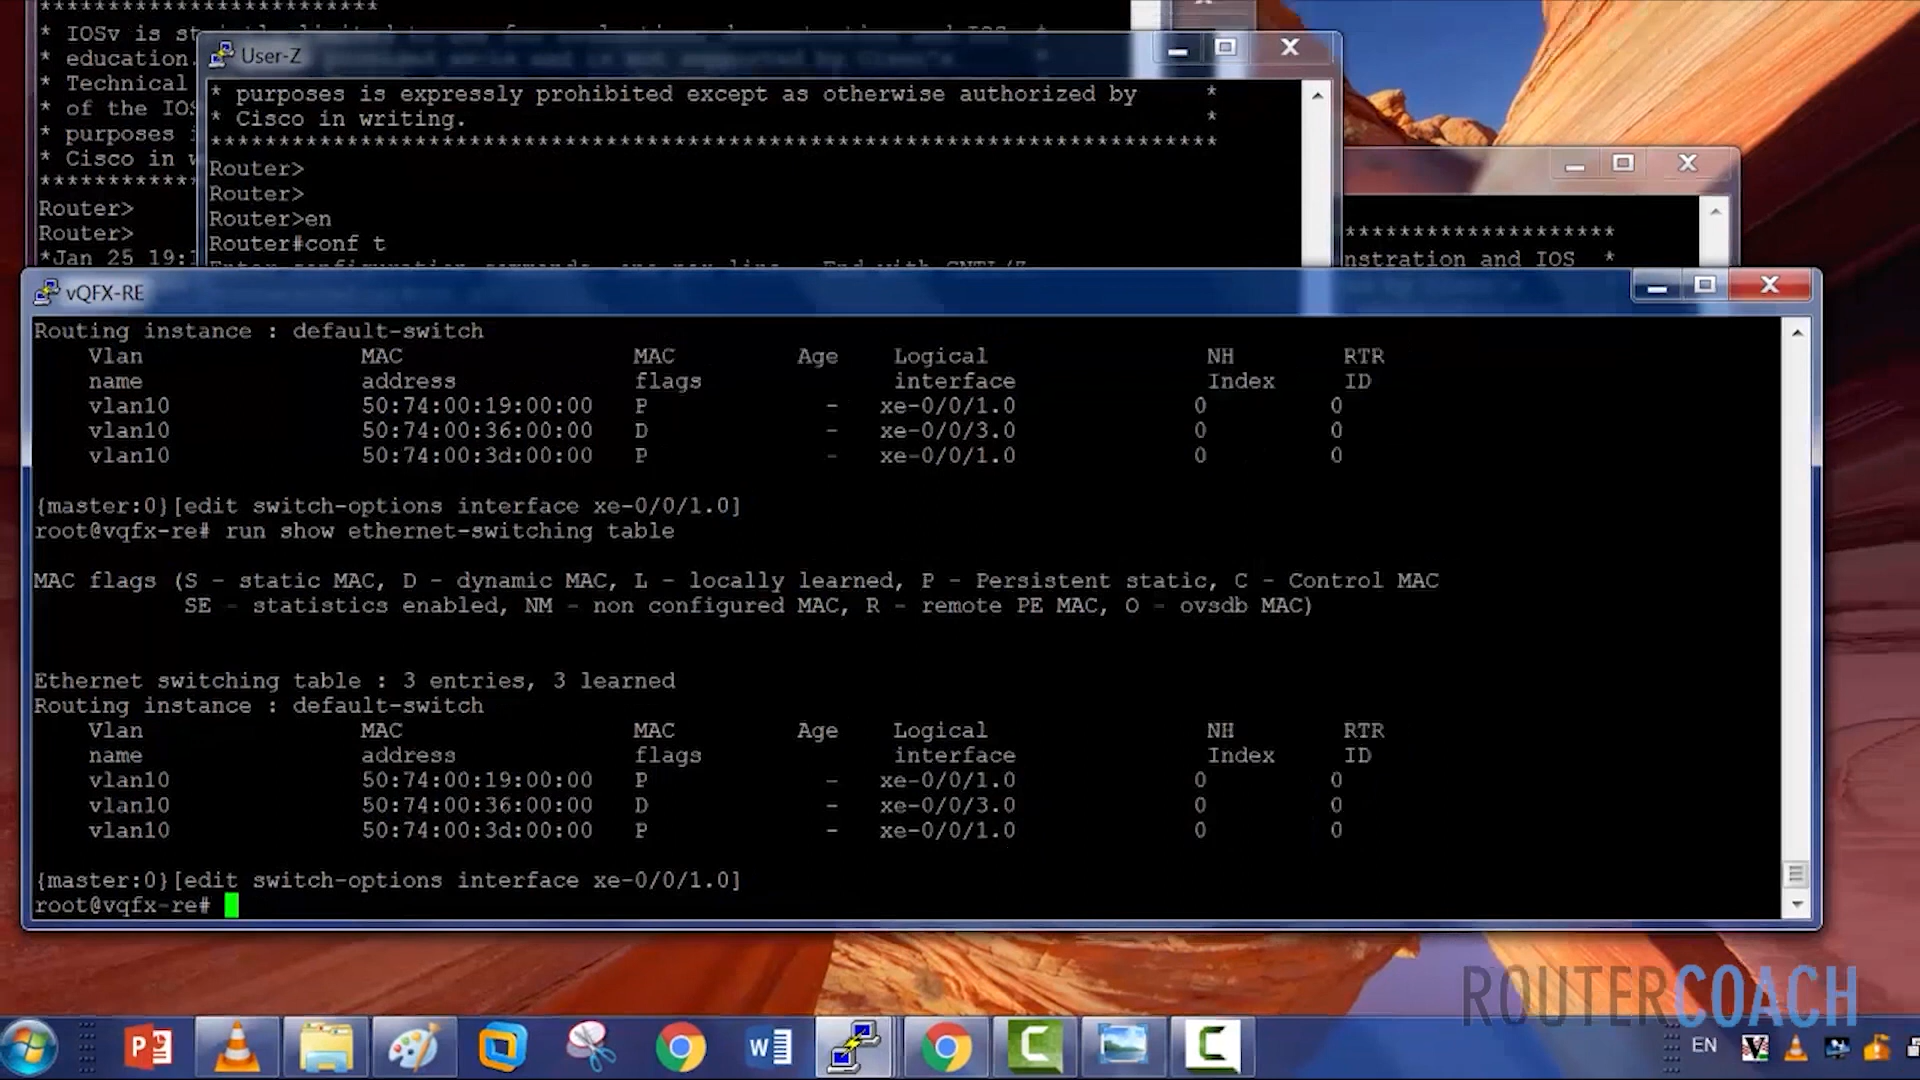 *************************
* IOSv is st
* education.
* Technical
* of the IOS
* purposes i
* Cisco in w
************
Router>
Router>
*Jan 25 19:1
User-Z
* purposes is expressly prohibited except as otherwise authorized by *
* Cisco in writing. *
**************************************************************************
Router>
Router>
Router>en
Router#conf t
Enter configuration commands, one per line. End with CNTL/Z
********************
nstration and IOS *
vQFX-RE
Routing instance : default-switch
Vlan MAC MAC Age Logical NH RTR
name address flags interface Index ID
vlan10 50:74:00:19:00:00 P - xe-0/0/1.0 0 0
vlan10 50:74:00:36:00:00 D - xe-0/0/3.0 0 0
vlan10 50:74:00:3d:00:00 P - xe-0/0/1.0 0 0
{master:0}[edit switch-options interface xe-0/0/1.0]
root@vqfx-re# run show ethernet-switching table
MAC flags (S - static MAC, D - dynamic MAC, L - locally learned, P - Persistent static, C - Control MAC
SE - statistics enabled, NM - non configured MAC, R - remote PE MAC, O - ovsdb MAC)
Ethernet switching table : 3 entries, 3 learned
Routing instance : default-switch
Vlan MAC MAC Age Logical NH RTR
name address flags interface Index ID
vlan10 50:74:00:19:00:00 P - xe-0/0/1.0 0 0
vlan10 50:74:00:36:00:00 D - xe-0/0/3.0 0 0
vlan10 50:74:00:3d:00:00 P - xe-0/0/1.0 0 0
{master:0}[edit switch-options interface xe-0/0/1.0]
root@vqfx-re#
ROUTERCOACH
EN